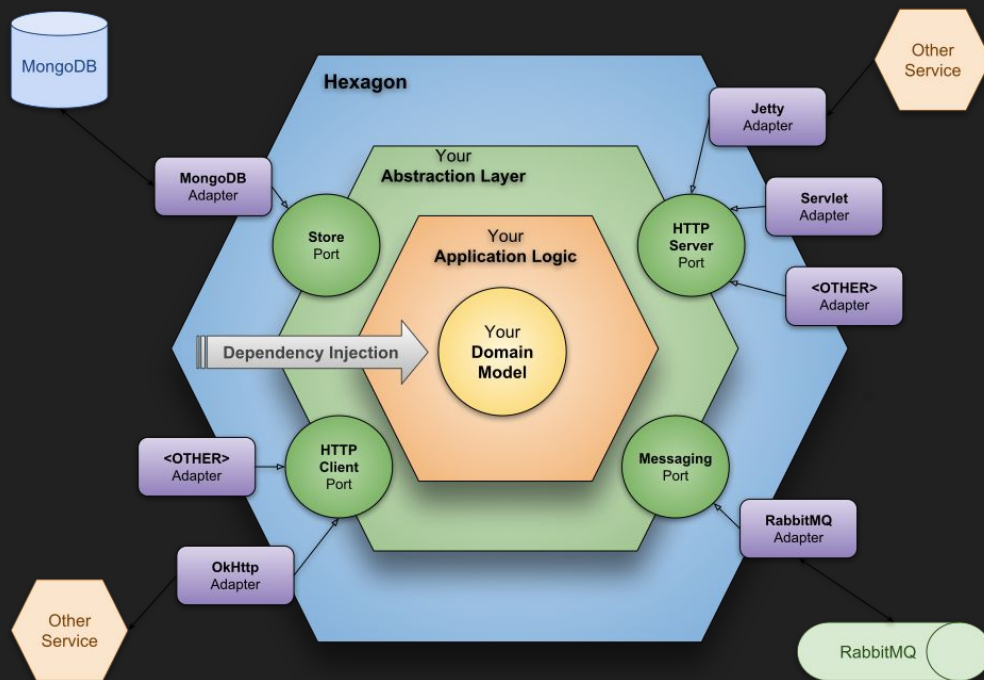 MongoDB
Other
Service
Hexagon
Jetty
Adapter
Your
Abstraction Layer
MongoDB
Adapter
Servlet
Adapter
Store
Port
Your
Application Logic
HTTP
Server
Port
<OTHER>
Adapter
Dependency Injection
Your
Domain
Model
<OTHER>
Adapter
HTTP
Client
Port
Messaging
Port
RabbitMQ
Adapter
OkHttp
Adapter
Other
Service
RabbitMQ